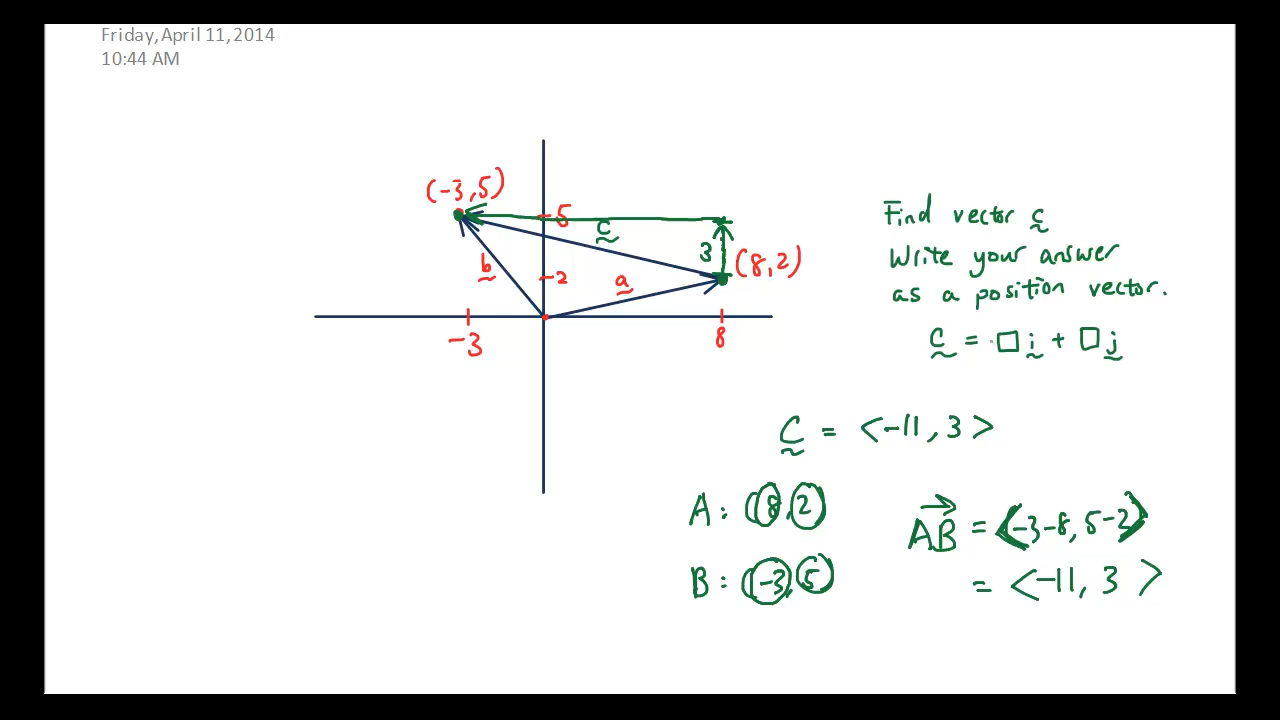 Friday, April 11, 2014
10:44 AM
(-3,5)
-5
c
3
(8,2)
b
-2
a
-3
8
Find vector c
Write your answer
as a position vector.
c = □ i + □ j
c = <-11, 3>
A: (8, 2)
B: (-3, 5)
AB = <-3-8, 5-2>
= <-11, 3>